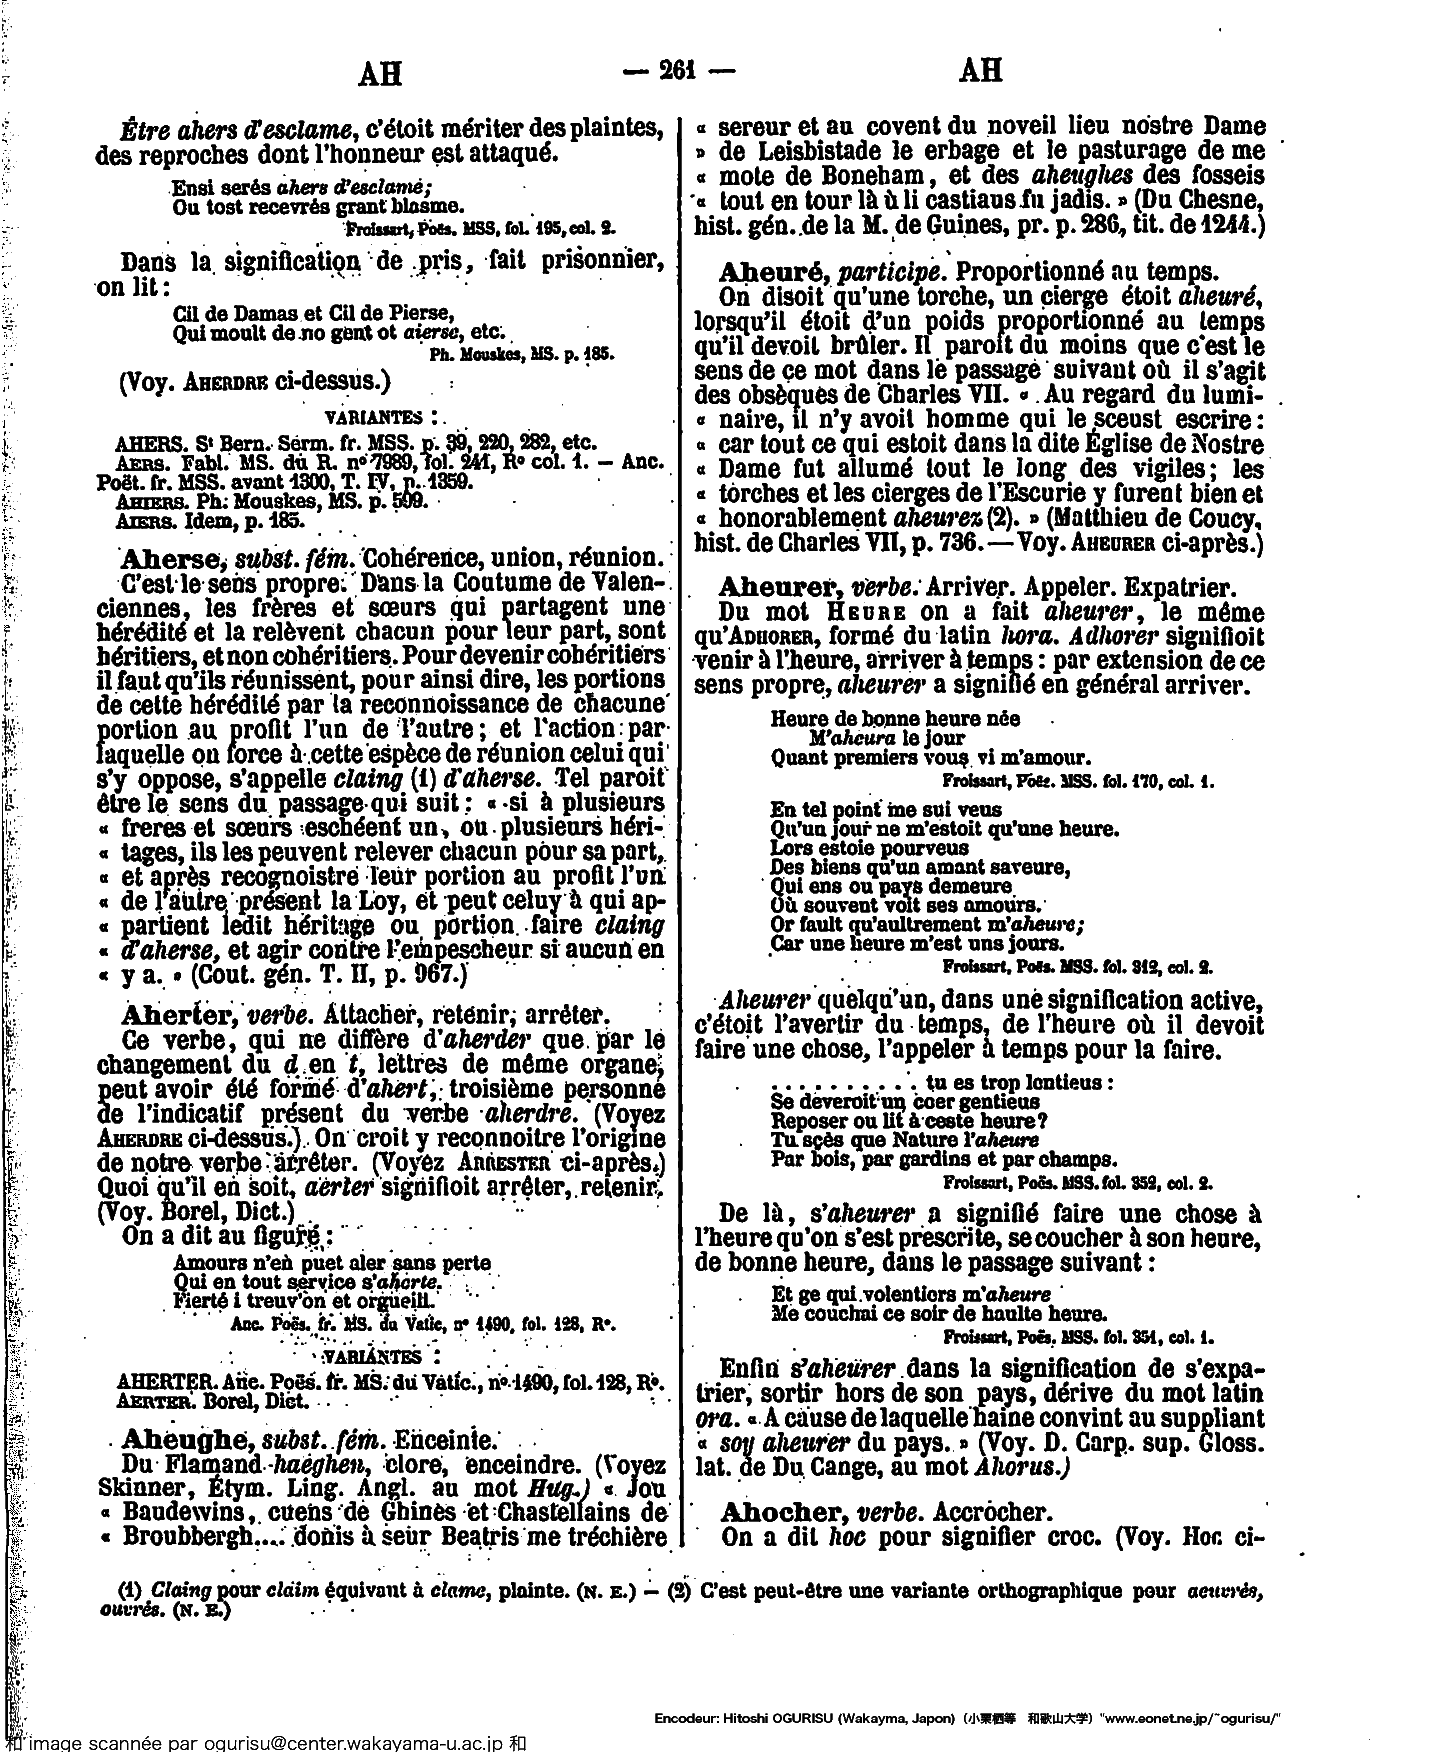 AH — 261 — AH
Être ahers d'esclame, c'étoit mériter des plaintes,
des reproches dont l'honneur est attaqué.
Ensi serés ahers d'esclame;
Ou tost recevrés grant blasme.
Froissart, Poës. MSS, fol. 195, col. 2.
Dans la signification de pris, fait prisonnier,
on lit :
Cil de Damas et Cil de Pierse,
Qui moult de no gent ot aierse, etc.
Ph. Mouskes, MS. p. 185.
(Voy. AHERDRE ci-dessus.)
VARIANTES :
AHERS. St Bern. Serm. fr. MSS. p. 39, 220, 282, etc.
AERS. Fabl. MS. du R. nº 7989, fol. 241, Rº col. 1. — Anc.
Poët. fr. MSS. avant 1300, T. IV, p. 1359.
AHIERS. Ph. Mouskes, MS. p. 599.
AIERS. Idem, p. 185.
Aherse, subst. fém. Cohérence, union, réunion.
C'est le sens propre. Dans la Coutume de Valen-
ciennes, les frères et sœurs qui partagent une
hérédité et la relèvent chacun pour leur part, sont
héritiers, et non cohéritiers. Pour devenir cohéritiers
il faut qu'ils réunissent, pour ainsi dire, les portions
de cette hérédité par la reconnoissance de chacune
portion au profit l'un de l'autre ; et l'action par
laquelle on force à cette espèce de réunion celui qui
s'y oppose, s'appelle claing (1) d'aherse. Tel paroit
être le sens du passage qui suit : « si à plusieurs
« freres et sœurs eschéent un, ou plusieurs héri-
« tages, ils les peuvent relever chacun pour sa part,
« et après recognoistre leur portion au profit l'un
« de l'autre présent la Loy, et peut celuy à qui ap-
« partient ledit héritage ou portion faire claing
« d'aherse, et agir contre l'empescheur si aucun en
« y a. » (Cout. gén. T. II, p. 967.)
Aherter, verbe. Attacher, retenir, arrêter.
Ce verbe, qui ne diffère d'aherder que par le
changement du d en t, lettres de même organe,
peut avoir été formé d'ahert, troisième personne
de l'indicatif présent du verbe aherdre. (Voyez
AHERDRE ci-dessus.) On croit y reconnoitre l'origine
de notre verbe arrêter. (Voyez ARRESTER ci-après.)
Quoi qu'il en soit, aerter signifioit arrêter, retenir.
(Voy. Borel, Dict.)
On a dit au figuré :
Amours n'en puet aler sans perte
Qui en tout service s'aherte.
Fierté i treuv'on et orgueill.
Anc. Poës. fr. MS. du Vatic, nº 1490, fol. 128, Rº.
VARIANTES :
AHERTER. Anc. Poës. fr. MS. du Vatic., nº 1490, fol. 128, Rº.
AERTER. Borel, Dict.
Aheughe, subst. fém. Enceinte.
Du Flamand haeghen, clore, enceindre. (Voyez
Skinner, Étym. Ling. Angl. au mot Hug.) « Jou
« Baudewins, cuens de Ghines et Chastellains de
« Broubbergh.... donis à seur Beatris me tréchière
« sereur et au covent du noveil lieu nostre Dame
» de Leisbistade le erbage et le pasturage de me
« mote de Boneham, et des aheughes des fosseis
« tout en tour là ù li castiaus fu jadis. » (Du Chesne,
hist. gén. de la M. de Guines, pr. p. 286, tit. de 1244.)
Aheuré, participe. Proportionné au temps.
On disoit qu'une torche, un cierge étoit aheuré,
lorsqu'il étoit d'un poids proportionné au temps
qu'il devoit brûler. Il paroit du moins que c'est le
sens de ce mot dans le passage suivant où il s'agit
des obsèques de Charles VII. « Au regard du lumi-
« naire, il n'y avoit homme qui le sceust escrire :
« car tout ce qui estoit dans la dite Église de Nostre
« Dame fut allumé tout le long des vigiles ; les
« torches et les cierges de l'Escurie y furent bien et
« honorablement aheurez (2). » (Matthieu de Coucy,
hist. de Charles VII, p. 736. — Voy. AHEURER ci-après.)
Aheurer, verbe. Arriver. Appeler. Expatrier.
Du mot HEURE on a fait aheurer, le même
qu'ADHORER, formé du latin hora. Adhorer signifioit
venir à l'heure, arriver à temps : par extension de ce
sens propre, aheurer a signifié en général arriver.
Heure de bonne heure née
M'aheura le jour
Quant premiers vous vi m'amour.
Froissart, Poës. MSS. fol. 170, col. 1.
En tel point me sui veus
Qu'un jour ne m'estoit qu'une heure.
Lors estoie pourveus
Des biens qu'un amant saveure,
Qui ens ou pays demeure
Où souvent voit ses amours.
Or fault qu'aultrement m'aheure;
Car une heure m'est uns jours.
Froissart, Poës. MSS. fol. 312, col. 2.
Aheurer quelqu'un, dans une signification active,
c'étoit l'avertir du temps, de l'heure où il devoit
faire une chose, l'appeler à temps pour la faire.
. . . . . . . . . . tu es trop lontieus :
Se deveroit un coer gentieus
Reposer ou lit à ceste heure?
Tu sçès que Nature l'aheure
Par bois, par gardins et par champs.
Froissart, Poës. MSS. fol. 352, col. 2.
De là, s'aheurer a signifié faire une chose à
l'heure qu'on s'est prescrite, se coucher à son heure,
de bonne heure, dans le passage suivant :
Et ge qui volentiers m'aheure
Me couchai ce soir de haulte heure.
Froissart, Poës. MSS. fol. 351, col. 1.
Enfin s'aheurer dans la signification de s'expa-
trier, sortir hors de son pays, dérive du mot latin
ora. « A cause de laquelle haine convint au suppliant
« soy aheurer du pays. » (Voy. D. Carp. sup. Gloss.
lat. de Du Cange, au mot Ahorus.)
Ahocher, verbe. Accrocher.
On a dit hoc pour signifier croc. (Voy. Hoc ci-
(1) Claing pour claim équivaut à clame, plainte. (N. E.) — (2) C'est peut-être une variante orthographique pour aeuvrés,
ouvrés. (N. E.)
Encodeur: Hitoshi OGURISU (Wakayma, Japon) (小栗栖等 和歌山大学) "www.eonet.ne.jp/~ogurisu/"
和 image scannée par ogurisu@center.wakayama-u.ac.jp 和